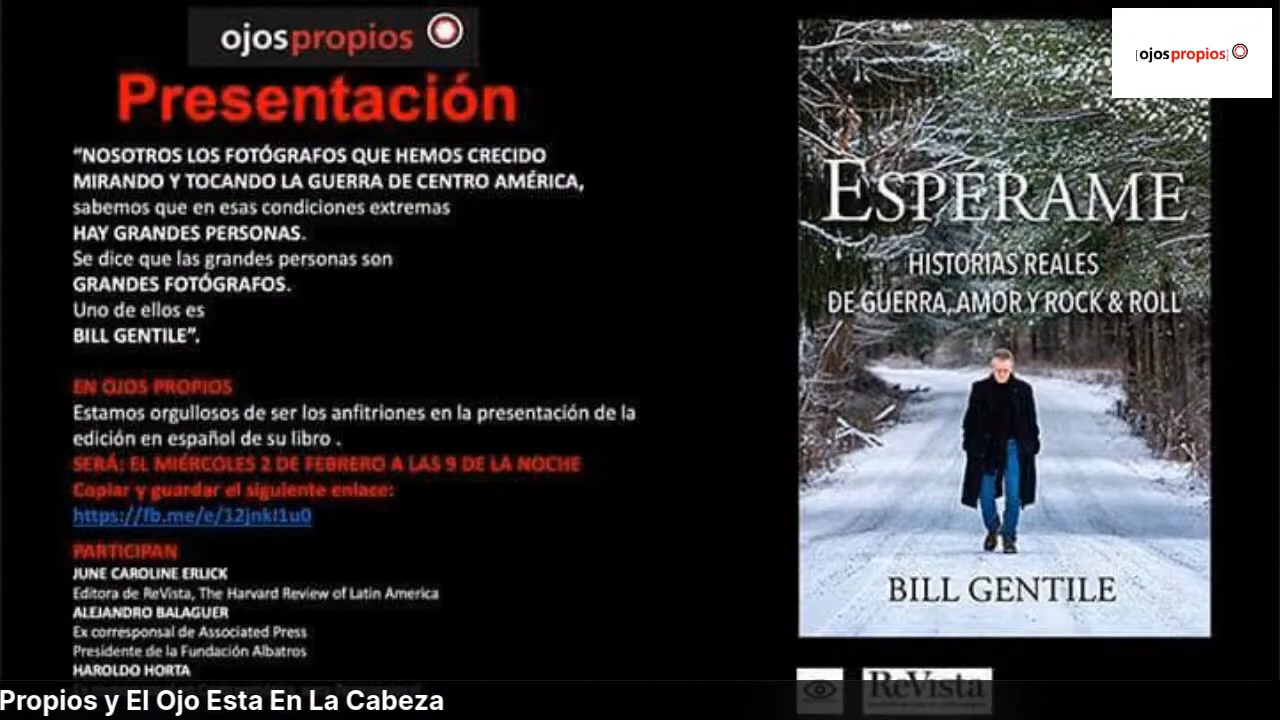 ojospropios
Presentación
“NOSOTROS LOS FOTÓGRAFOS QUE HEMOS CRECIDO
MIRANDO Y TOCANDO LA GUERRA DE CENTRO AMÉRICA,
sabemos que en esas condiciones extremas
HAY GRANDES PERSONAS.
Se dice que las grandes personas son
GRANDES FOTÓGRAFOS.
Uno de ellos es
BILL GENTILE”.
EN OJOS PROPIOS
Estamos orgullosos de ser los anfitriones en la presentación de la
edición en español de su libro .
SERÁ: EL MIÉRCOLES 2 DE FEBRERO A LAS 9 DE LA NOCHE
Copiar y guardar el siguiente enlace:
https://fb.me/e/12jnkI1u0
PARTICIPAN
JUNE CAROLINE ERLICK
Editora de ReVista, The Harvard Review of Latin America
ALEJANDRO BALAGUER
Ex corresponsal de Associated Press
Presidente de la Fundación Albatros
HAROLDO HORTA
[ojospropios]
ESPÉRAME
HISTORIAS REALES
DE GUERRA, AMOR Y ROCK & ROLL
BILL GENTILE
ReVista
Propios y El Ojo Esta En La Cabeza